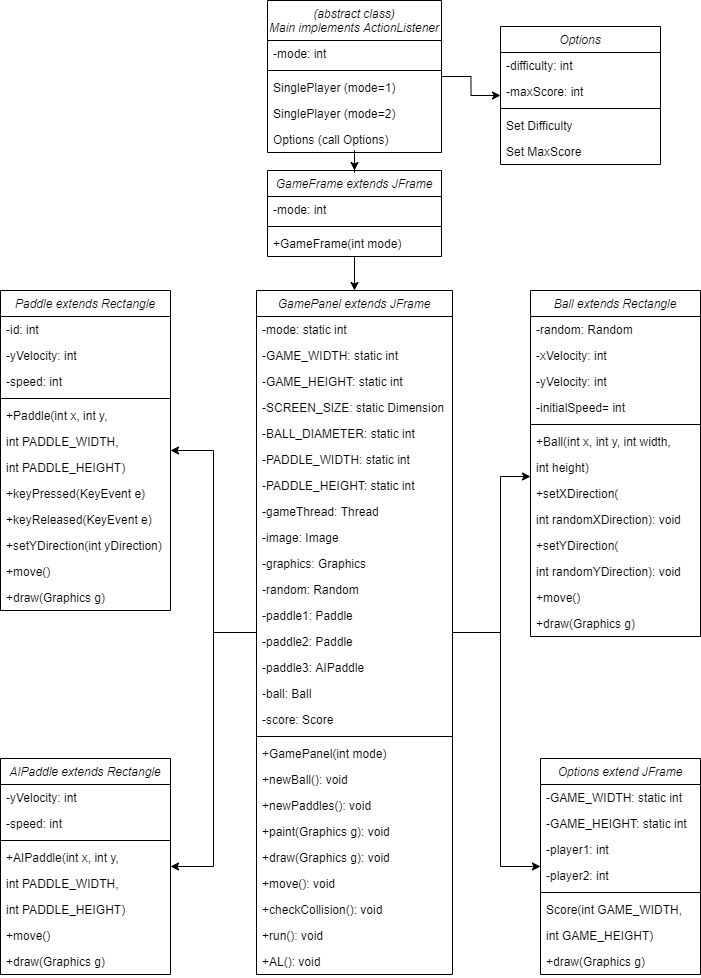 (abstract class)
Main implements ActionListener
-mode: int
SinglePlayer (mode=1)
SinglePlayer (mode=2)
Options (call Options)
Options
-difficulty: int
-maxScore: int
Set Difficulty
Set MaxScore
GameFrame extends JFrame
-mode: int
+GameFrame(int mode)
Paddle extends Rectangle
-id: int
-yVelocity: int
-speed: int
+Paddle(int x, int y,
int PADDLE_WIDTH,
int PADDLE_HEIGHT)
+keyPressed(KeyEvent e)
+keyReleased(KeyEvent e)
+setYDirection(int yDirection)
+move()
+draw(Graphics g)
GamePanel extends JFrame
-mode: static int
-GAME_WIDTH: static int
-GAME_HEIGHT: static int
-SCREEN_SIZE: static Dimension
-BALL_DIAMETER: static int
-PADDLE_WIDTH: static int
-PADDLE_HEIGHT: static int
-gameThread: Thread
-image: Image
-graphics: Graphics
-random: Random
-paddle1: Paddle
-paddle2: Paddle
-paddle3: AIPaddle
-ball: Ball
-score: Score
+GamePanel(int mode)
+newBall(): void
+newPaddles(): void
+paint(Graphics g): void
+draw(Graphics g): void
+move(): void
+checkCollision(): void
+run(): void
+AL(): void
Ball extends Rectangle
-random: Random
-xVelocity: int
-yVelocity: int
-initialSpeed= int
+Ball(int x, int y, int width,
int height)
+setXDirection(
int randomXDirection): void
+setYDirection(
int randomYDirection): void
+move()
+draw(Graphics g)
AIPaddle extends Rectangle
-yVelocity: int
-speed: int
+AIPaddle(int x, int y,
int PADDLE_WIDTH,
int PADDLE_HEIGHT)
+move()
+draw(Graphics g)
Options extend JFrame
-GAME_WIDTH: static int
-GAME_HEIGHT: static int
-player1: int
-player2: int
Score(int GAME_WIDTH,
int GAME_HEIGHT)
+draw(Graphics g)